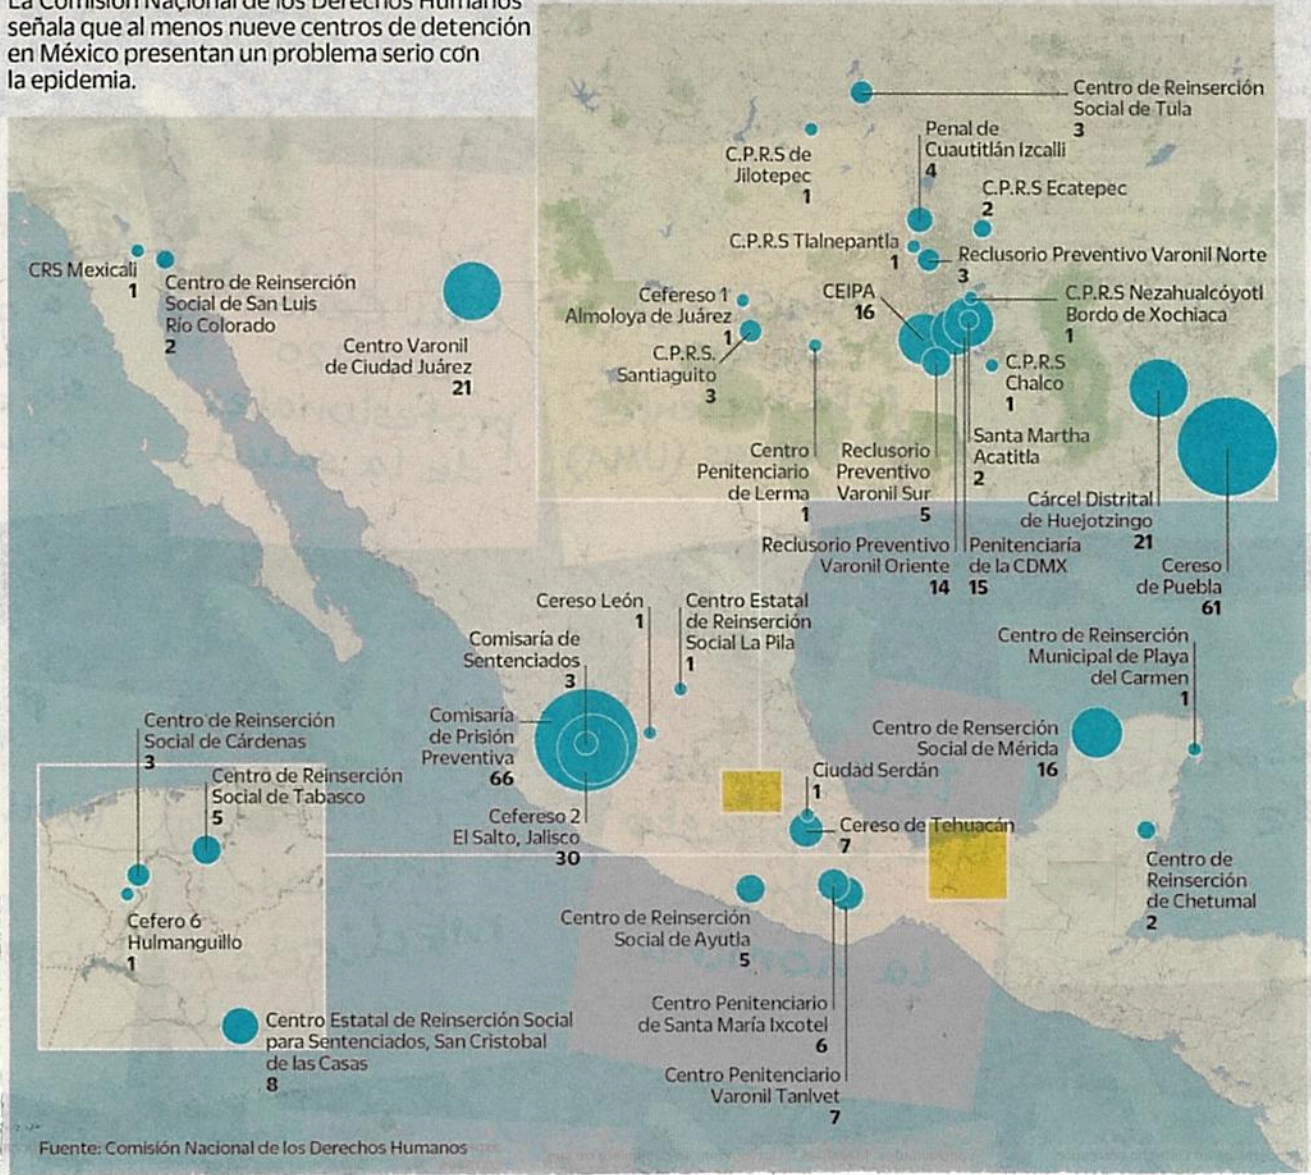 La Comisión Nacional de los Derechos Humanos
señala que al menos nueve centros de detención
en México presentan un problema serio con
la epidemia.
Centro de Reinserción
Social de Tula
3
C.P.R.S de
Jilotepec
1
Penal de
Cuautitlán Izcalli
4
C.P.R.S Ecatepec
2
C.P.R.S Tlalnepantla
1
Reclusorio Preventivo Varonil Norte
3
CRS Mexicali
1
Centro de Reinserción
Social de San Luis
Río Colorado
2
Centro Varonil
de Ciudad Juárez
21
Cefereso 1
Almoloya de Juárez
1
C.P.R.S.
Santiaguito
3
CEIPA
16
C.P.R.S Nezahualcóyotl
Bordo de Xochiaca
1
C.P.R.S
Chalco
1
Centro
Penitenciario
de Lerma
1
Reclusorio
Preventivo
Varonil Sur
5
Santa Martha
Acatitla
2
Reclusorio Preventivo
Varonil Oriente
14
Penitenciaría
de la CDMX
15
Cárcel Distrital
de Huejotzingo
21
Cereso
de Puebla
61
Cereso León
1
Centro Estatal
de Reinserción
Social La Pila
1
Comisaría de
Sentenciados
3
Comisaría
de Prisión
Preventiva
66
Cefereso 2
El Salto, Jalisco
30
Centro de Reinserción
Municipal de Playa
del Carmen
1
Centro de Renserción
Social de Mérida
16
Centro de
Reinserción
de Chetumal
2
Ciudad Serdán
1
Cereso de Tehuacán
7
Centro de Reinserción
Social de Cárdenas
3
Centro de Reinserción
Social de Tabasco
5
Cefero 6
Hulmanguillo
1
Centro Estatal de Reinserción Social
para Sentenciados, San Cristobal
de las Casas
8
Centro de Reinserción
Social de Ayutla
5
Centro Penitenciario
de Santa María Ixcotel
6
Centro Penitenciario
Varonil Tanlvet
7
Fuente: Comisión Nacional de los Derechos Humanos